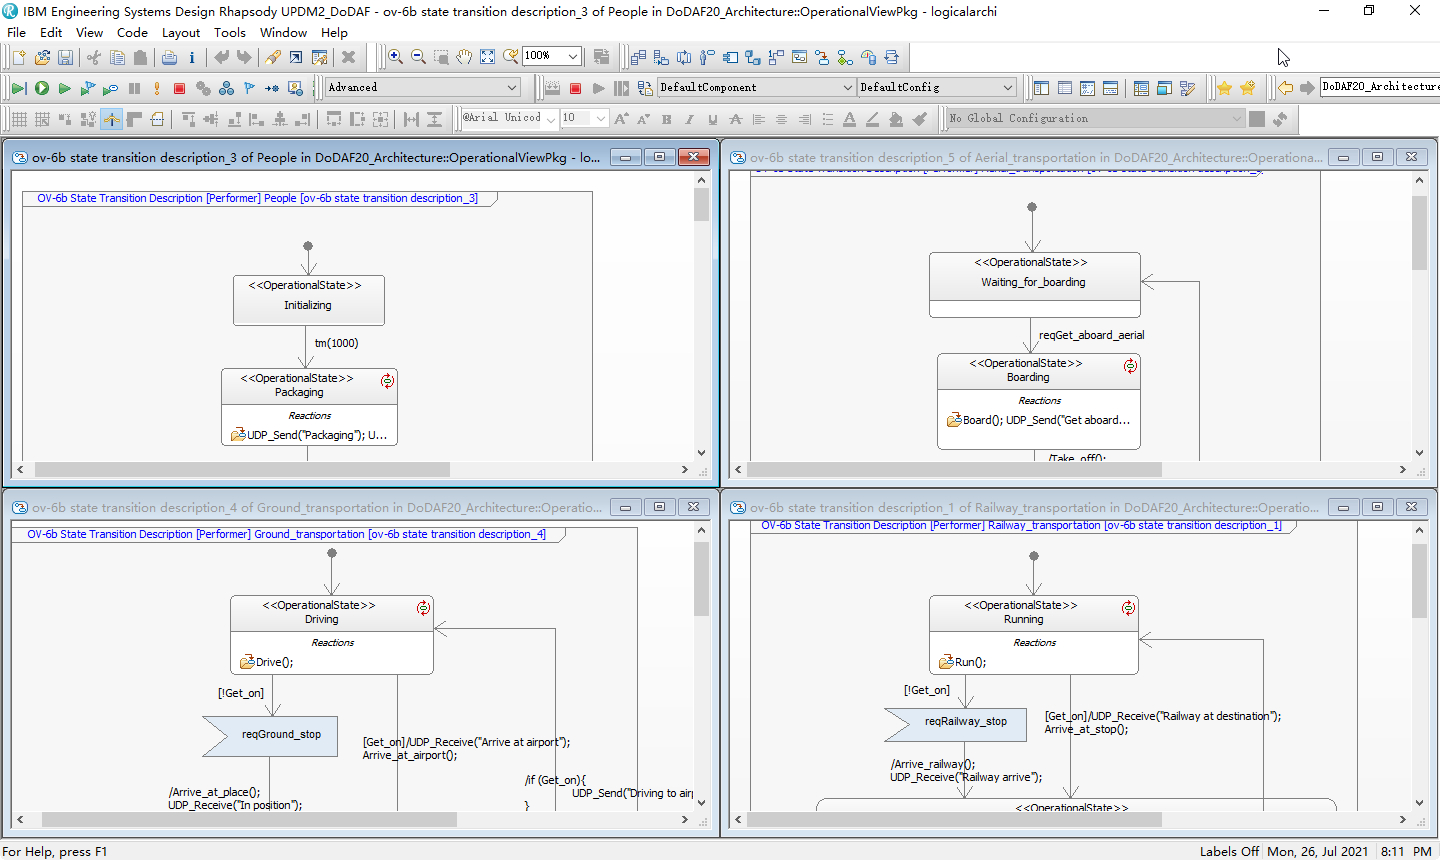 IBM Engineering Systems Design Rhapsody UPDM2_DoDAF - ov-6b state transition description_3 of People in DoDAF20_Architecture::OperationalViewPkg - logicalarchi
File Edit View Code Layout Tools Window Help
100%
Advanced
DefaultComponent
DefaultConfig
DoDAF20_Architecture
@Arial Unicod
10
No Global Configuration
ov-6b state transition description_3 of People in DoDAF20_Architecture::OperationalViewPkg - lo...
OV-6b State Transition Description [Performer] People [ov-6b state transition description_3]
<<OperationalState>>
Initializing
tm(1000)
<<OperationalState>>
Packaging
Reactions
UDP_Send("Packaging"); U...
ov-6b state transition description_5 of Aerial_transportation in DoDAF20_Architecture::Operationa...
<<OperationalState>>
Waiting_for_boarding
reqGet_aboard_aerial
<<OperationalState>>
Boarding
Reactions
Board(); UDP_Send("Get aboard...
/Take_off();
ov-6b state transition description_4 of Ground_transportation in DoDAF20_Architecture::Operatio...
OV-6b State Transition Description [Performer] Ground_transportation [ov-6b state transition description_4]
<<OperationalState>>
Driving
Reactions
Drive();
[!Get_on]
reqGround_stop
[Get_on]/UDP_Receive("Arrive at airport");
Arrive_at_airport();
/if (Get_on){
UDP_Send("Driving to airp
}
/Arrive_at_place();
UDP_Receive("In position");
ov-6b state transition description_1 of Railway_transportation in DoDAF20_Architecture::Operatio...
OV-6b State Transition Description [Performer] Railway_transportation [ov-6b state transition description_1]
<<OperationalState>>
Running
Reactions
Run();
[!Get_on]
reqRailway_stop
[Get_on]/UDP_Receive("Railway at destination");
Arrive_at_stop();
/Arrive_railway();
UDP_Receive("Railway arrive");
<<OperationalState>>
For Help, press F1
Labels Off
Mon, 26, Jul 2021
8:11 PM